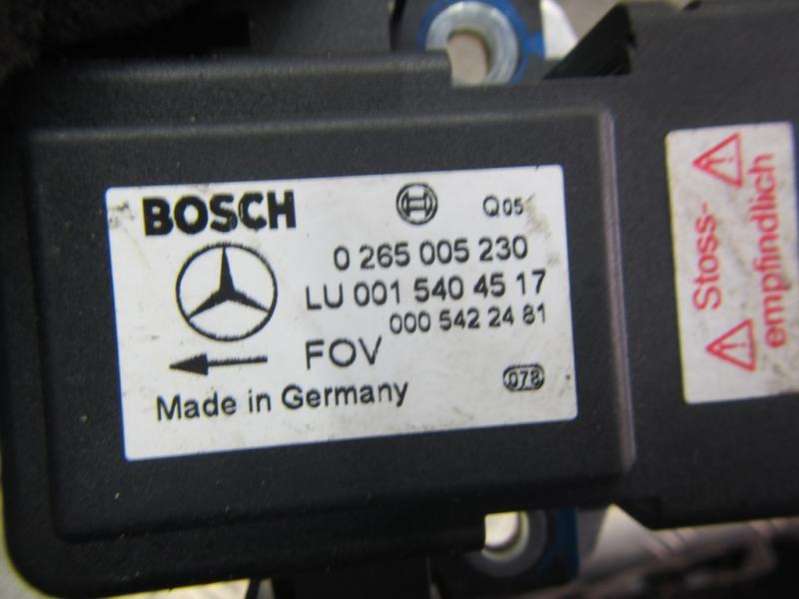 BOSCH
Q05
0 265 005 230
LU 001 540 45 17
000 542 24 81
FOV
Made in Germany
078
Stoss-
empfindlich